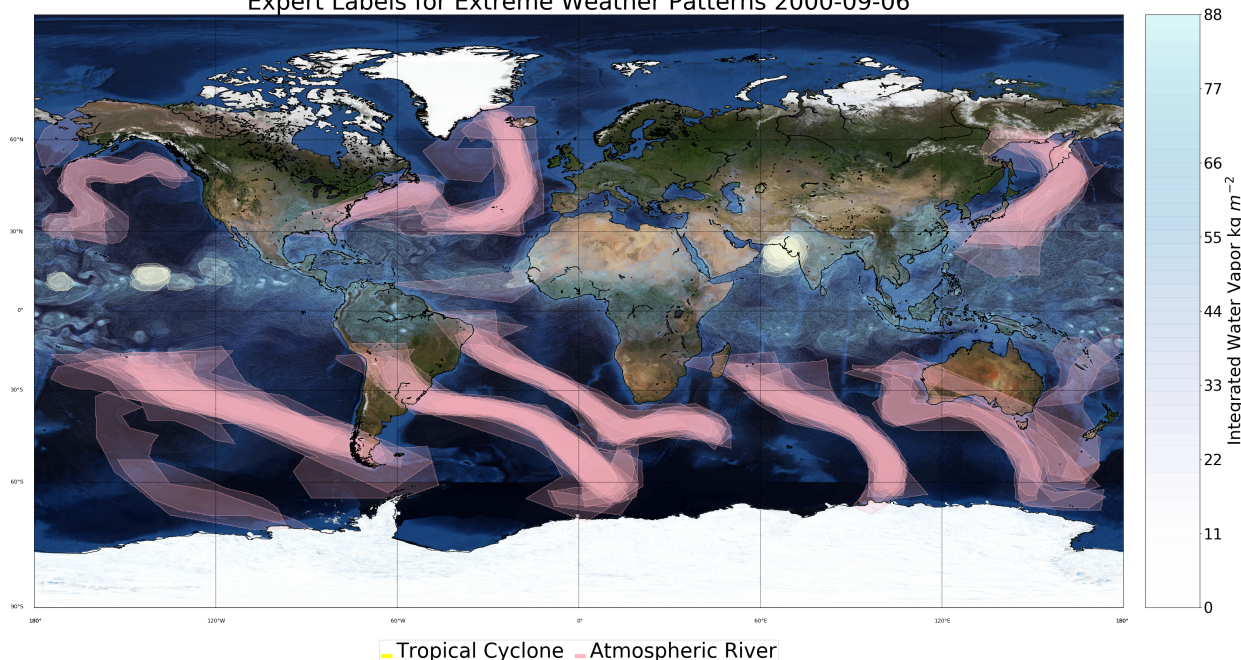 Expert Labels for Extreme Weather Patterns 2000-09-06
88
77
66
55
44
33
22
11
0
Integrated Water Vapor kg m⁻²
60°N
30°N
0°
30°S
60°S
90°S
180° 120°W 60°W 0° 60°E 120°E 180°
Tropical Cyclone Atmospheric River